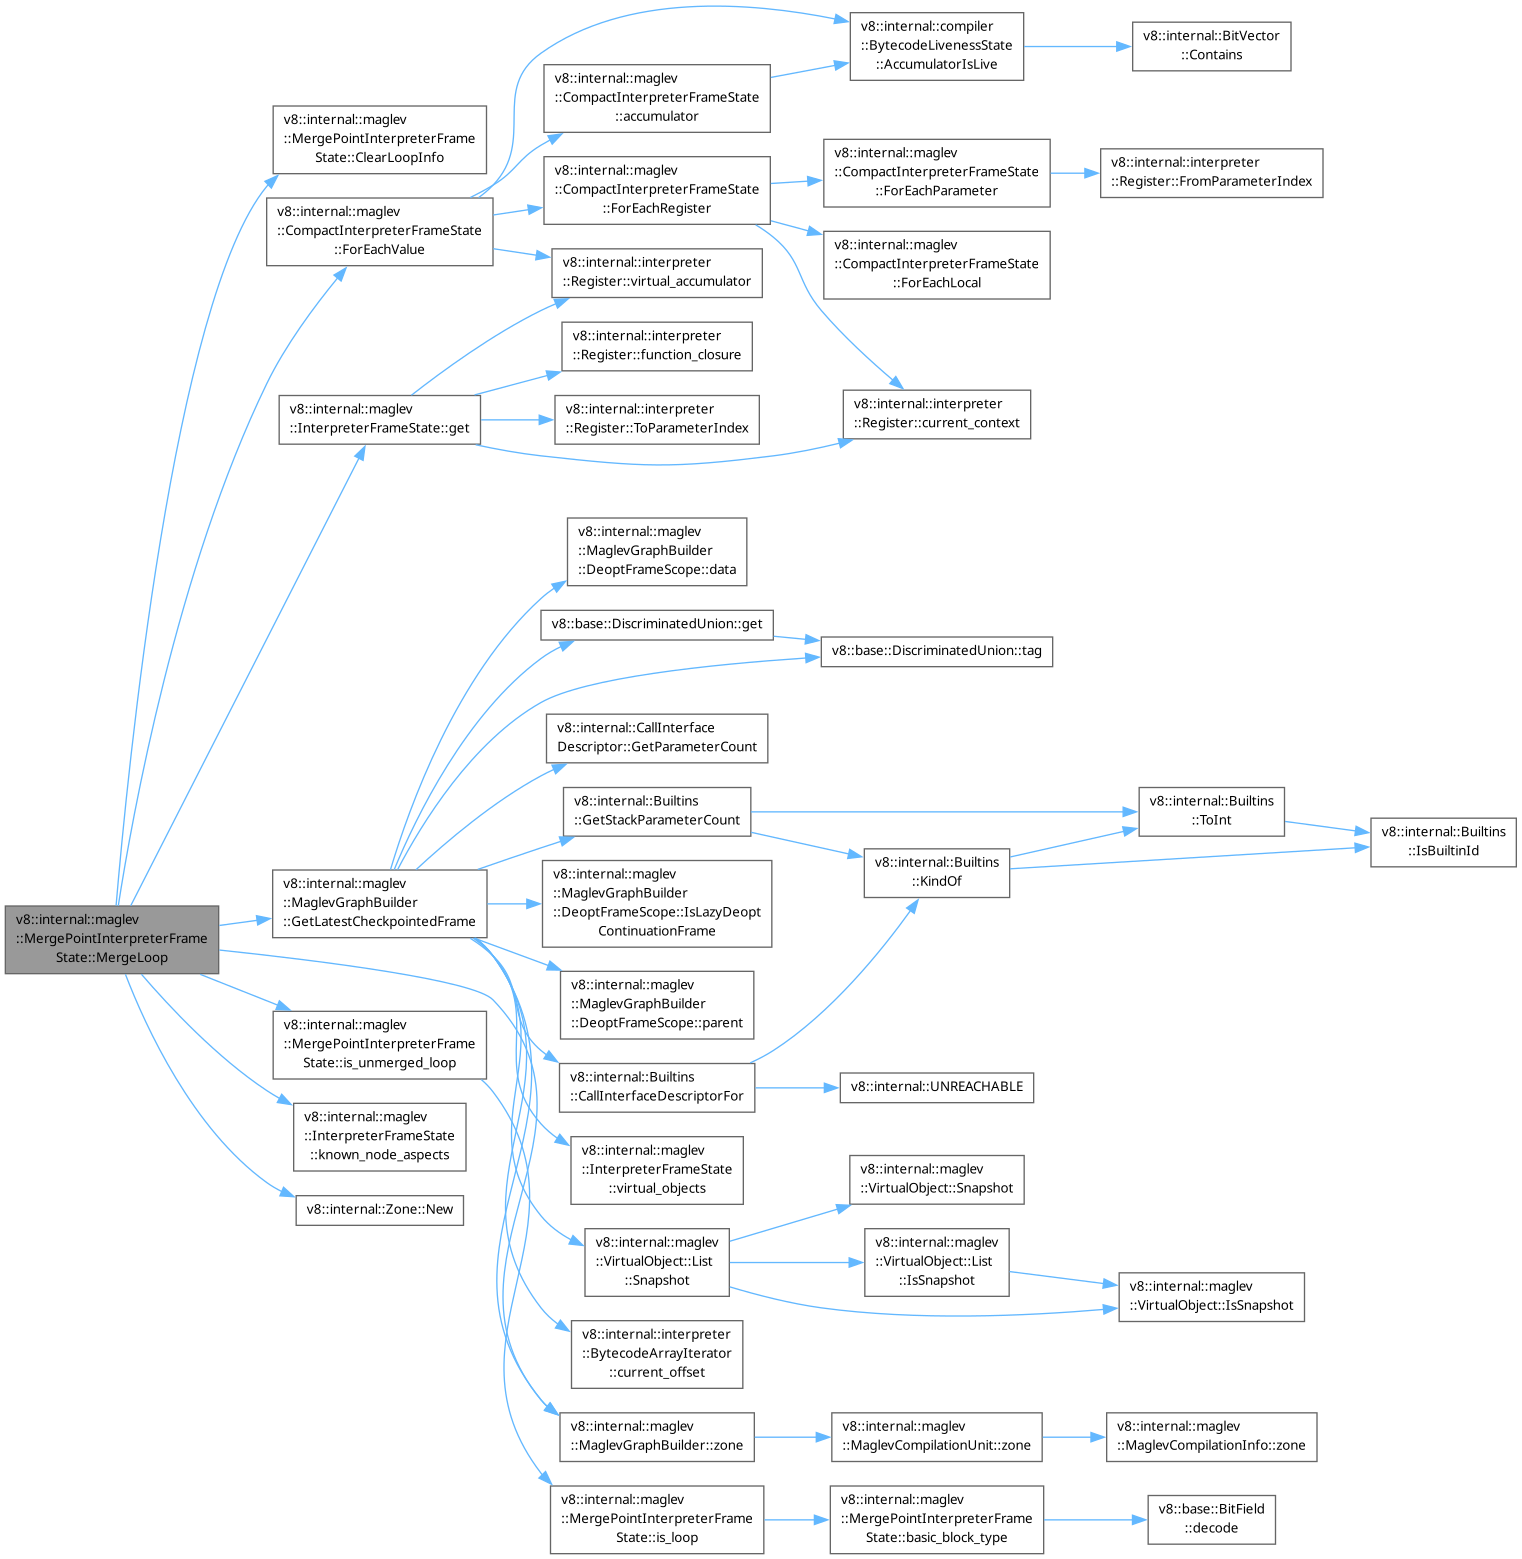 v8::internal::maglev
::MergePointInterpreterFrame
State::MergeLoop
v8::internal::maglev
::MergePointInterpreterFrame
State::ClearLoopInfo
v8::internal::maglev
::CompactInterpreterFrameState
::ForEachValue
v8::internal::compiler
::BytecodeLivenessState
::AccumulatorIsLive
v8::internal::BitVector
::Contains
v8::internal::maglev
::CompactInterpreterFrameState
::accumulator
v8::internal::maglev
::CompactInterpreterFrameState
::ForEachRegister
v8::internal::maglev
::CompactInterpreterFrameState
::ForEachParameter
v8::internal::interpreter
::Register::FromParameterIndex
v8::internal::maglev
::CompactInterpreterFrameState
::ForEachLocal
v8::internal::interpreter
::Register::virtual_accumulator
v8::internal::interpreter
::Register::function_closure
v8::internal::maglev
::InterpreterFrameState::get
v8::internal::interpreter
::Register::ToParameterIndex
v8::internal::interpreter
::Register::current_context
v8::internal::maglev
::MaglevGraphBuilder
::DeoptFrameScope::data
v8::base::DiscriminatedUnion::get
v8::base::DiscriminatedUnion::tag
v8::internal::CallInterface
Descriptor::GetParameterCount
v8::internal::Builtins
::GetStackParameterCount
v8::internal::Builtins
::ToInt
v8::internal::Builtins
::IsBuiltinId
v8::internal::Builtins
::KindOf
v8::internal::maglev
::MaglevGraphBuilder
::GetLatestCheckpointedFrame
v8::internal::maglev
::MaglevGraphBuilder
::DeoptFrameScope::IsLazyDeopt
ContinuationFrame
v8::internal::maglev
::MaglevGraphBuilder
::DeoptFrameScope::parent
v8::internal::maglev
::MergePointInterpreterFrame
State::is_unmerged_loop
v8::internal::Builtins
::CallInterfaceDescriptorFor
v8::internal::UNREACHABLE
v8::internal::maglev
::InterpreterFrameState
::known_node_aspects
v8::internal::maglev
::InterpreterFrameState
::virtual_objects
v8::internal::maglev
::VirtualObject::Snapshot
v8::internal::Zone::New
v8::internal::maglev
::VirtualObject::List
::Snapshot
v8::internal::maglev
::VirtualObject::List
::IsSnapshot
v8::internal::maglev
::VirtualObject::IsSnapshot
v8::internal::interpreter
::BytecodeArrayIterator
::current_offset
v8::internal::maglev
::MaglevGraphBuilder::zone
v8::internal::maglev
::MaglevCompilationUnit::zone
v8::internal::maglev
::MaglevCompilationInfo::zone
v8::internal::maglev
::MergePointInterpreterFrame
State::is_loop
v8::internal::maglev
::MergePointInterpreterFrame
State::basic_block_type
v8::base::BitField
::decode